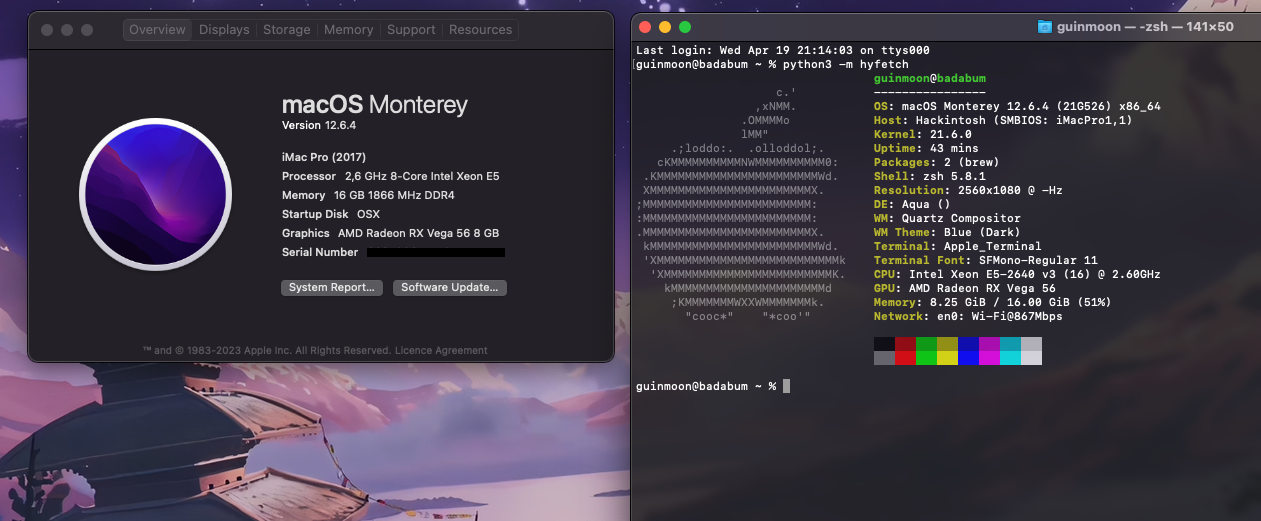 Overview Displays Storage Memory Support Resources
macOS Monterey
Version 12.6.4
iMac Pro (2017)
Processor 2,6 GHz 8-Core Intel Xeon E5
Memory 16 GB 1866 MHz DDR4
Startup Disk OSX
Graphics AMD Radeon RX Vega 56 8 GB
Serial Number
System Report... Software Update...
™ and © 1983-2023 Apple Inc. All Rights Reserved. Licence Agreement
guinmoon — -zsh — 141×50
Last login: Wed Apr 19 21:14:03 on ttys000
[guinmoon@badabum ~ % python3 -m hyfetch
guinmoon@badabum
----------------
c.' OS: macOS Monterey 12.6.4 (21G526) x86_64
,xNMM. Host: Hackintosh (SMBIOS: iMacPro1,1)
.OMMMMo Kernel: 21.6.0
lMM" Uptime: 43 mins
.;loddo:. .olloddol;. Packages: 2 (brew)
cKMMMMMMMMMMNWMMMMMMMMMM0: Shell: zsh 5.8.1
.KMMMMMMMMMMMMMMMMMMMMMMMWd. Resolution: 2560x1080 @ -Hz
XMMMMMMMMMMMMMMMMMMMMMMMX. DE: Aqua ()
;MMMMMMMMMMMMMMMMMMMMMMMM: WM: Quartz Compositor
:MMMMMMMMMMMMMMMMMMMMMMMM: WM Theme: Blue (Dark)
.MMMMMMMMMMMMMMMMMMMMMMMMX. Terminal: Apple_Terminal
kMMMMMMMMMMMMMMMMMMMMMMMMWd. Terminal Font: SFMono-Regular 11
'XMMMMMMMMMMMMMMMMMMMMMMMMMMk CPU: Intel Xeon E5-2640 v3 (16) @ 2.60GHz
'XMMMMMMMMMMMMMMMMMMMMMMMMK. GPU: AMD Radeon RX Vega 56
kMMMMMMMMMMMMMMMMMMMMMMd Memory: 8.25 GiB / 16.00 GiB (51%)
;KMMMMMMMWXXWMMMMMMMk. Network: en0: Wi-Fi@867Mbps
"cooc*" "*coo'"
guinmoon@badabum ~ %